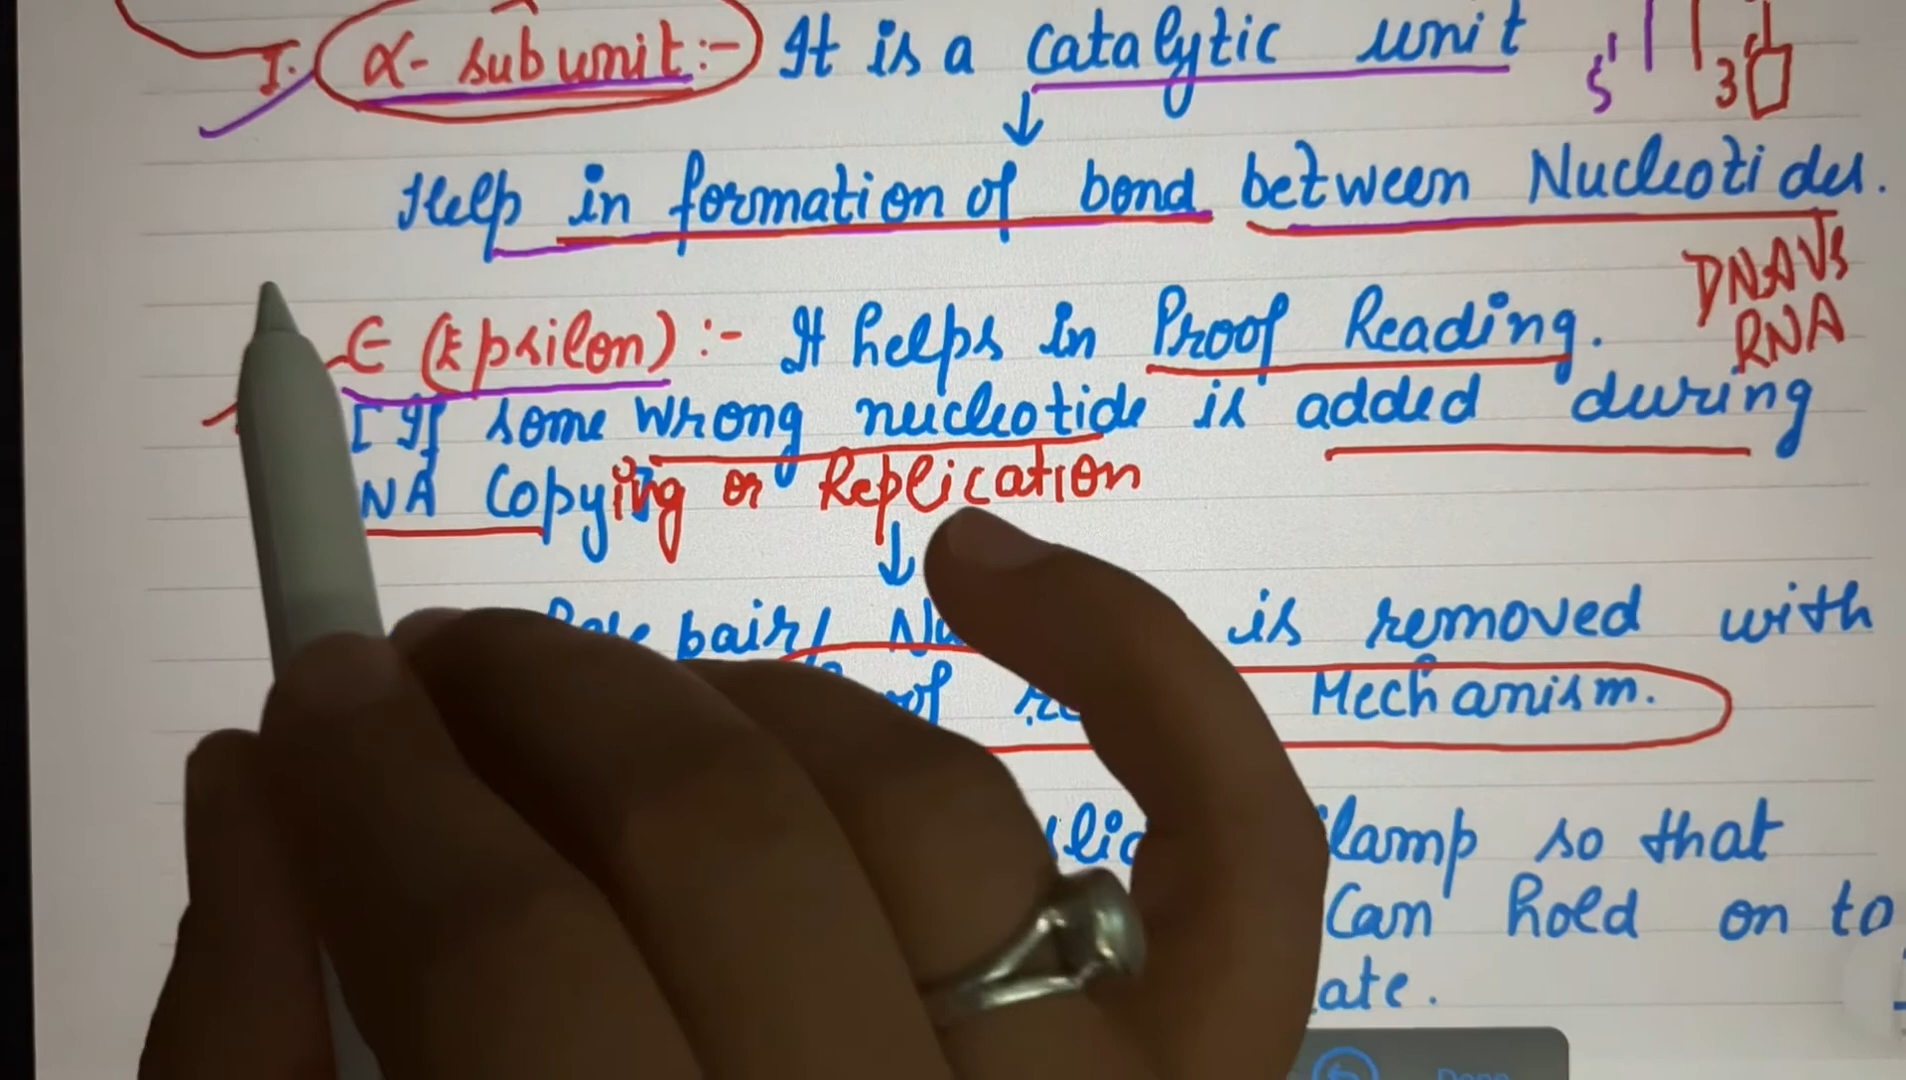 I. α- subunit :- It is a catalytic unit
5' 3
Help in formation of bond between Nucleotides.
DNA Vs
RNA
E (Epsilon) :- It helps in Proof Reading.
[If some wrong nucleotide is added during
NA Copying or Replication
pair/ is removed with
Mechanism.
so that
Can hold on to